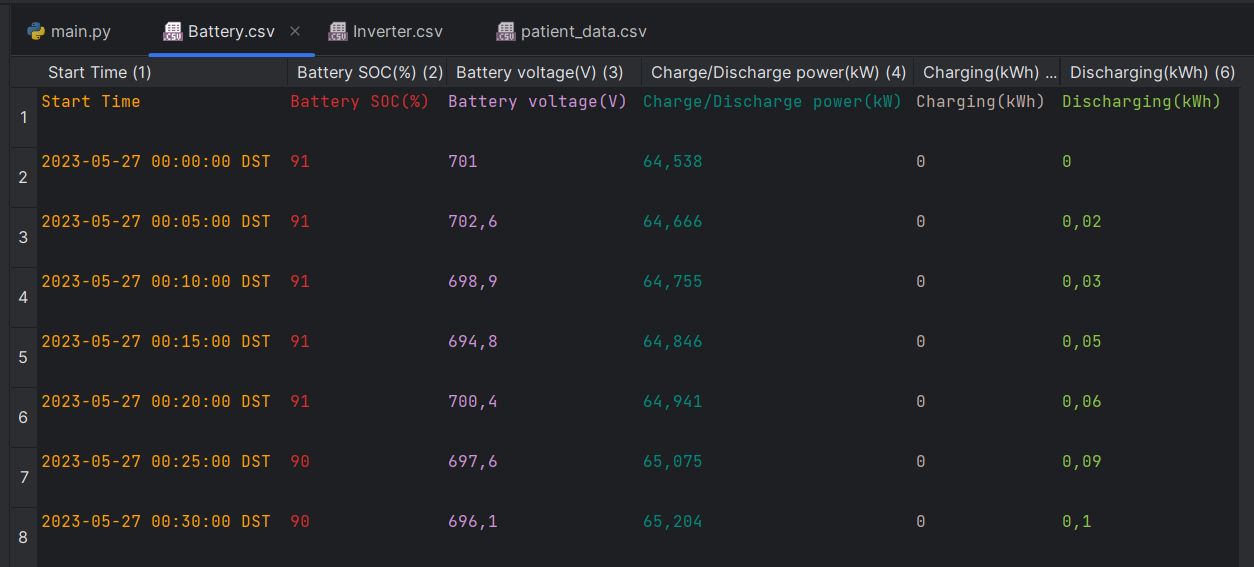 main.py Battery.csv Inverter.csv patient_data.csv
Start Time (1) Battery SOC(%) (2) Battery voltage(V) (3) Charge/Discharge power(kW) (4) Charging(kWh) ... Discharging(kWh) (6)
1 Start Time Battery SOC(%) Battery voltage(V) Charge/Discharge power(kW) Charging(kWh) Discharging(kWh)
2 2023-05-27 00:00:00 DST 91 701 64,538 0 0
3 2023-05-27 00:05:00 DST 91 702,6 64,666 0 0,02
4 2023-05-27 00:10:00 DST 91 698,9 64,755 0 0,03
5 2023-05-27 00:15:00 DST 91 694,8 64,846 0 0,05
6 2023-05-27 00:20:00 DST 91 700,4 64,941 0 0,06
7 2023-05-27 00:25:00 DST 90 697,6 65,075 0 0,09
8 2023-05-27 00:30:00 DST 90 696,1 65,204 0 0,1